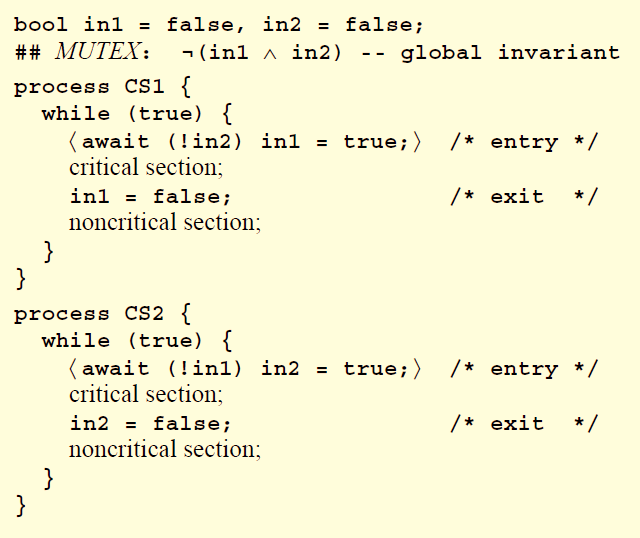 bool in1 = false, in2 = false;
## MUTEX: ¬(in1 ∧ in2) -- global invariant
process CS1 {
  while (true) {
    ⟨await (!in2) in1 = true;⟩  /* entry */
    critical section;
    in1 = false;                /* exit  */
    noncritical section;
  }
}
process CS2 {
  while (true) {
    ⟨await (!in1) in2 = true;⟩  /* entry */
    critical section;
    in2 = false;                /* exit  */
    noncritical section;
  }
}